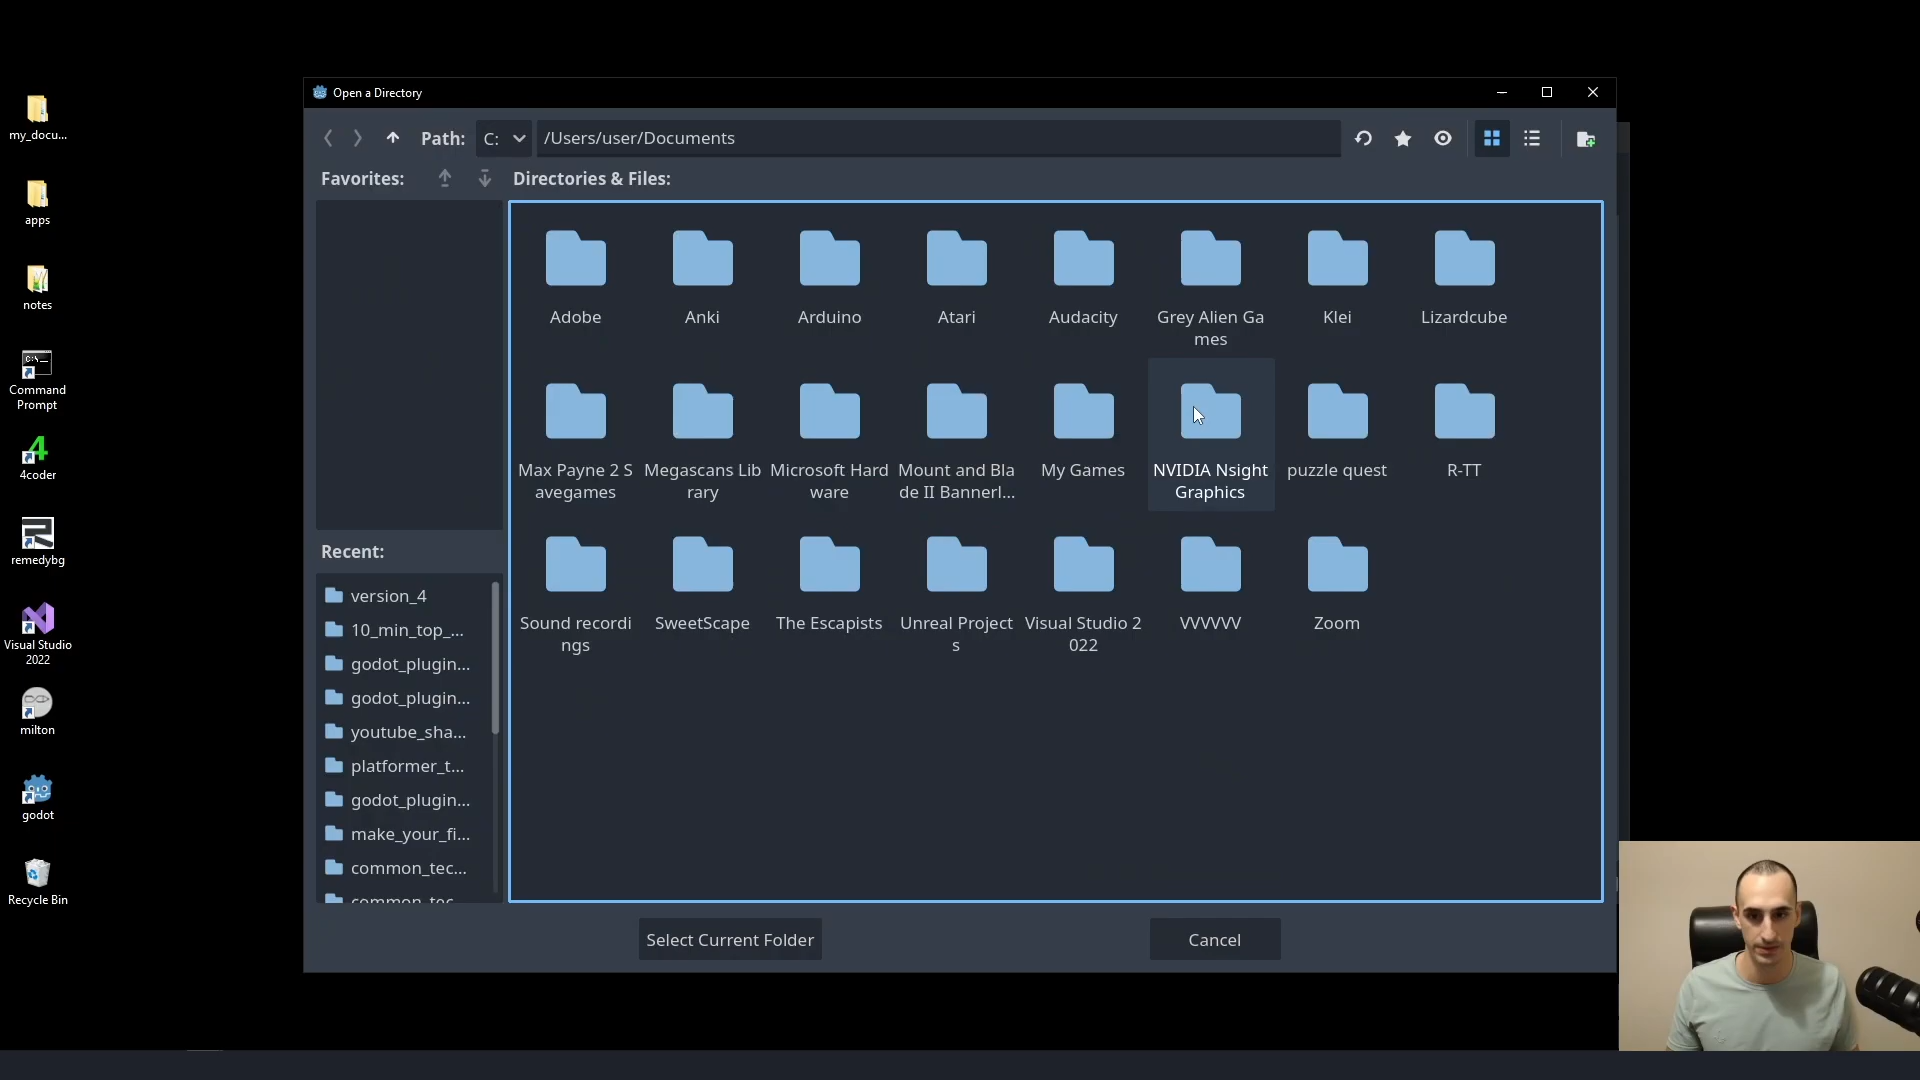 my_docu...
apps
notes
Command
Prompt
4
4coder
remedybg
Visual Studio
2022
milton
godot
Recycle Bin
Open a Directory
Path:
C:
/Users/user/Documents
Favorites:
Directories & Files:
Adobe
Anki
Arduino
Atari
Audacity
Grey Alien Ga
mes
Klei
Lizardcube
Max Payne 2 S
avegames
Megascans Lib
rary
Microsoft Hard
ware
Mount and Bla
de II Bannerl...
My Games
NVIDIA Nsight
Graphics
puzzle quest
R-TT
Sound recordi
ngs
SweetScape
The Escapists
Unreal Project
s
Visual Studio 2
022
VVVVVV
Zoom
Recent:
version_4
10_min_top_...
godot_plugin...
godot_plugin...
youtube_sha...
platformer_t...
godot_plugin...
make_your_fi...
common_tec...
common_tec...
Select Current Folder
Cancel